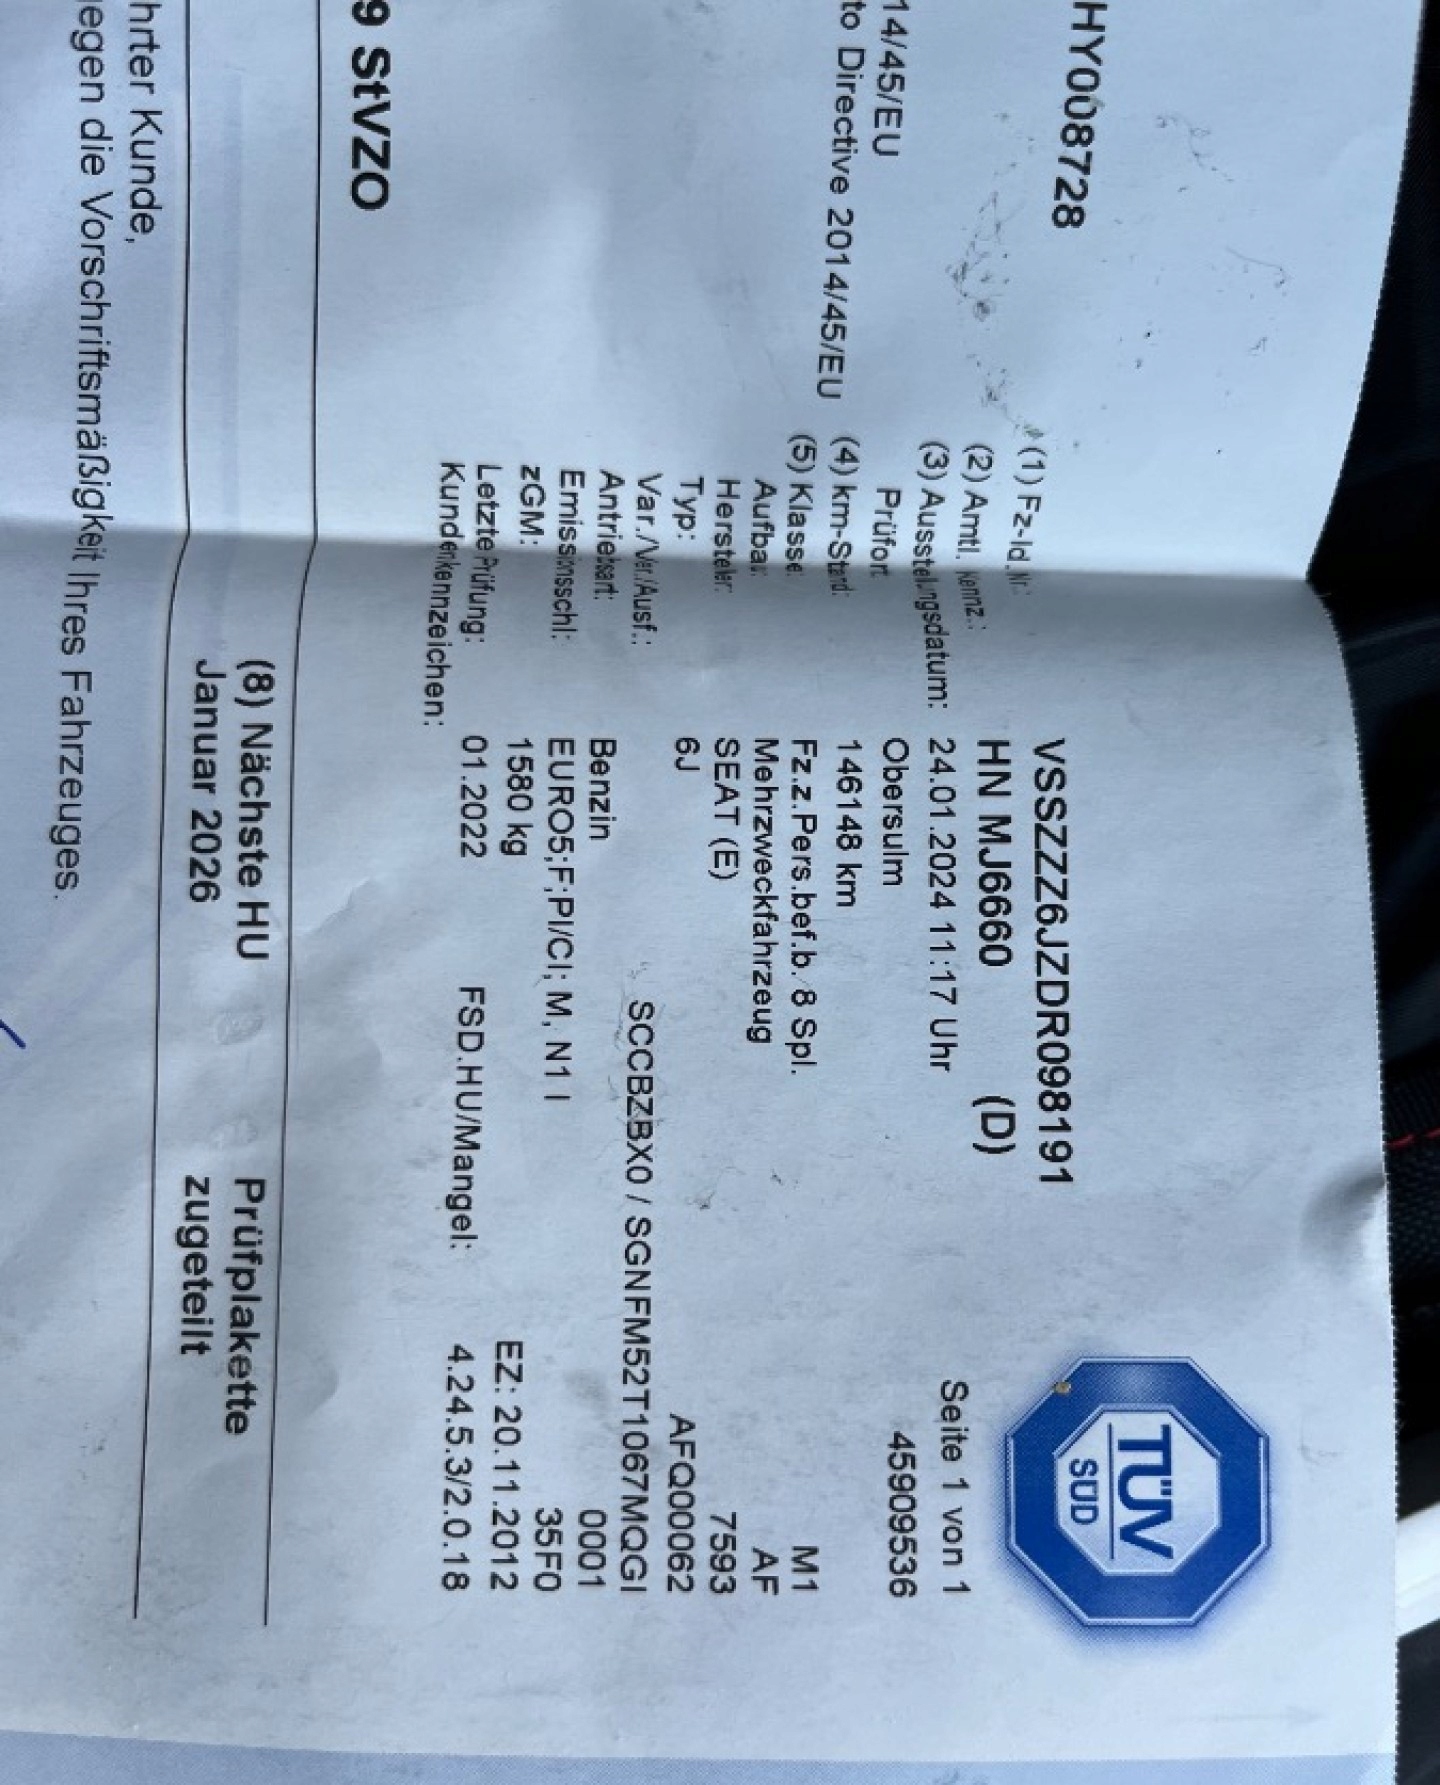 TÜV
SÜD
HY008728
(1) Fz-Id.Nr.: VSSZZZ6JZDR098191
(2) Amtl. Kennz.: HN MJ6660 (D) Seite 1 von 1
14/45/EU (3) Ausstellungsdatum: 24.01.2024 11:17 Uhr
Prüfort: Obersulm 45909536
to Directive 2014/45/EU (4) km-Stand: 146148 km
(5) Klasse: Fz.z.Pers.bef.b. 8 Spl. M1
Aufbau: Mehrzweckfahrzeug AF
Hersteller: SEAT (E) 7593
Typ: 6J AFQ00062
Var./Ver./Ausf.: SCCBZBX0 / SGNFM52T1067MQGI
Antriebsart: Benzin 0001
Emissionsschl: EURO5;F;PI/CI; M, N1 I 35F0
zGM: 1580 kg EZ: 20.11.2012
Letzte Prüfung: 01.2022 FSD.HU/Mangel: 4.24.5.3/2.0.18
Kundenkennzeichen:
9 StVZO
(8) Nächste HU Prüfplakette
Januar 2026 zugeteilt
hrter Kunde,
egen die Vorschriftsmäßigkeit Ihres Fahrzeuges.